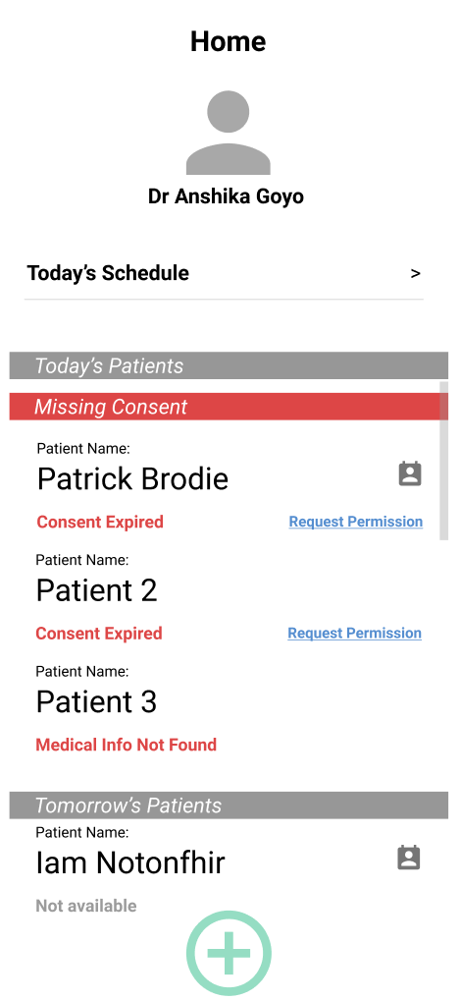 Home
Dr Anshika Goyo
Today’s Schedule >
Today’s Patients
Missing Consent
Patient Name:
Patrick Brodie
Consent Expired Request Permission
Patient Name:
Patient 2
Consent Expired Request Permission
Patient Name:
Patient 3
Medical Info Not Found
Tomorrow’s Patients
Patient Name:
Iam Notonfhir
Not available